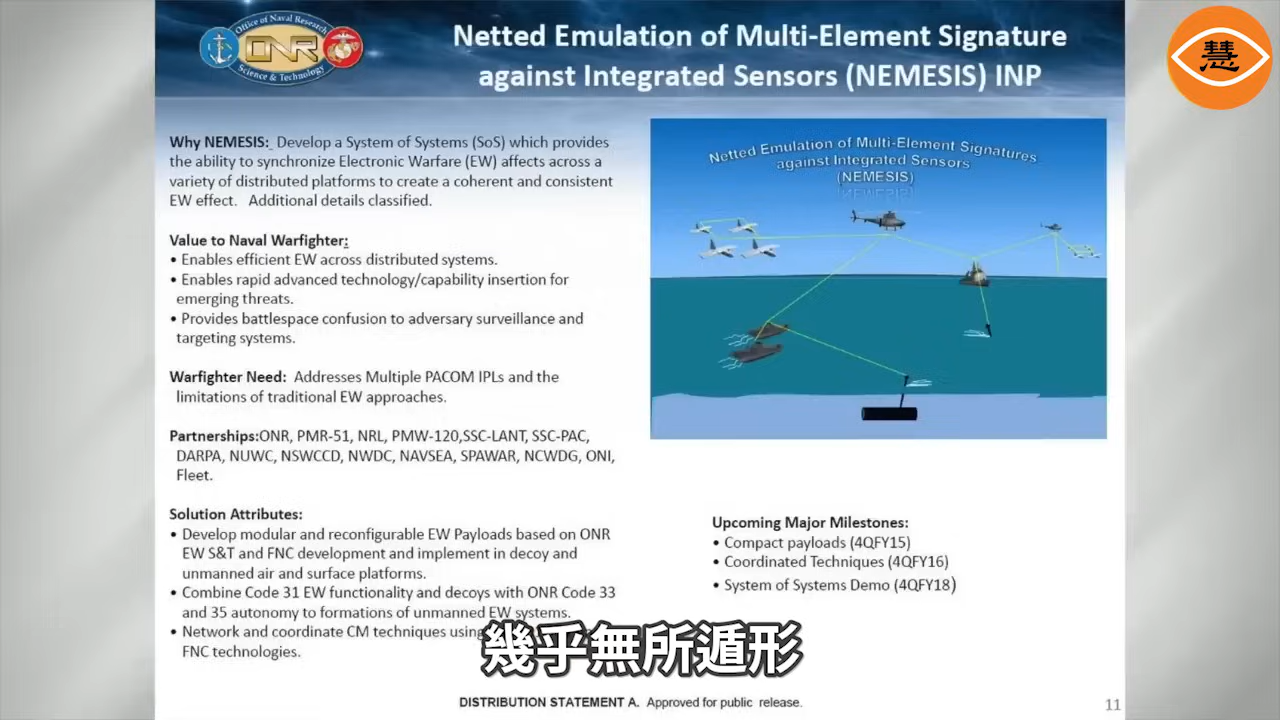 Office of Naval Research
ONR
Science & Technology
Netted Emulation of Multi-Element Signature
against Integrated Sensors (NEMESIS) INP
慧
Why NEMESIS: Develop a System of Systems (SoS) which provides
the ability to synchronize Electronic Warfare (EW) affects across a
variety of distributed platforms to create a coherent and consistent
EW effect. Additional details classified.
Value to Naval Warfighter:
• Enables efficient EW across distributed systems.
• Enables rapid advanced technology/capability insertion for
emerging threats.
• Provides battlespace confusion to adversary surveillance and
targeting systems.
Warfighter Need: Addresses Multiple PACOM IPLs and the
limitations of traditional EW approaches.
Partnerships:ONR, PMR-51, NRL, PMW-120,SSC-LANT, SSC-PAC,
DARPA, NUWC, NSWCCD, NWDC, NAVSEA, SPAWAR, NCWDG, ONI,
Fleet.
Solution Attributes:
• Develop modular and reconfigurable EW Payloads based on ONR
EW S&T and FNC development and implement in decoy and
unmanned air and surface platforms.
• Combine Code 31 EW functionality and decoys with ONR Code 33
and 35 autonomy to formations of unmanned EW systems.
• Network and coordinate CM techniques using
FNC technologies.
Netted Emulation of Multi-Element Signatures
against Integrated Sensors
(NEMESIS)
Upcoming Major Milestones:
• Compact payloads (4QFY15)
• Coordinated Techniques (4QFY16)
• System of Systems Demo (4QFY18)
幾乎無所遁形
DISTRIBUTION STATEMENT A. Approved for public release.
11